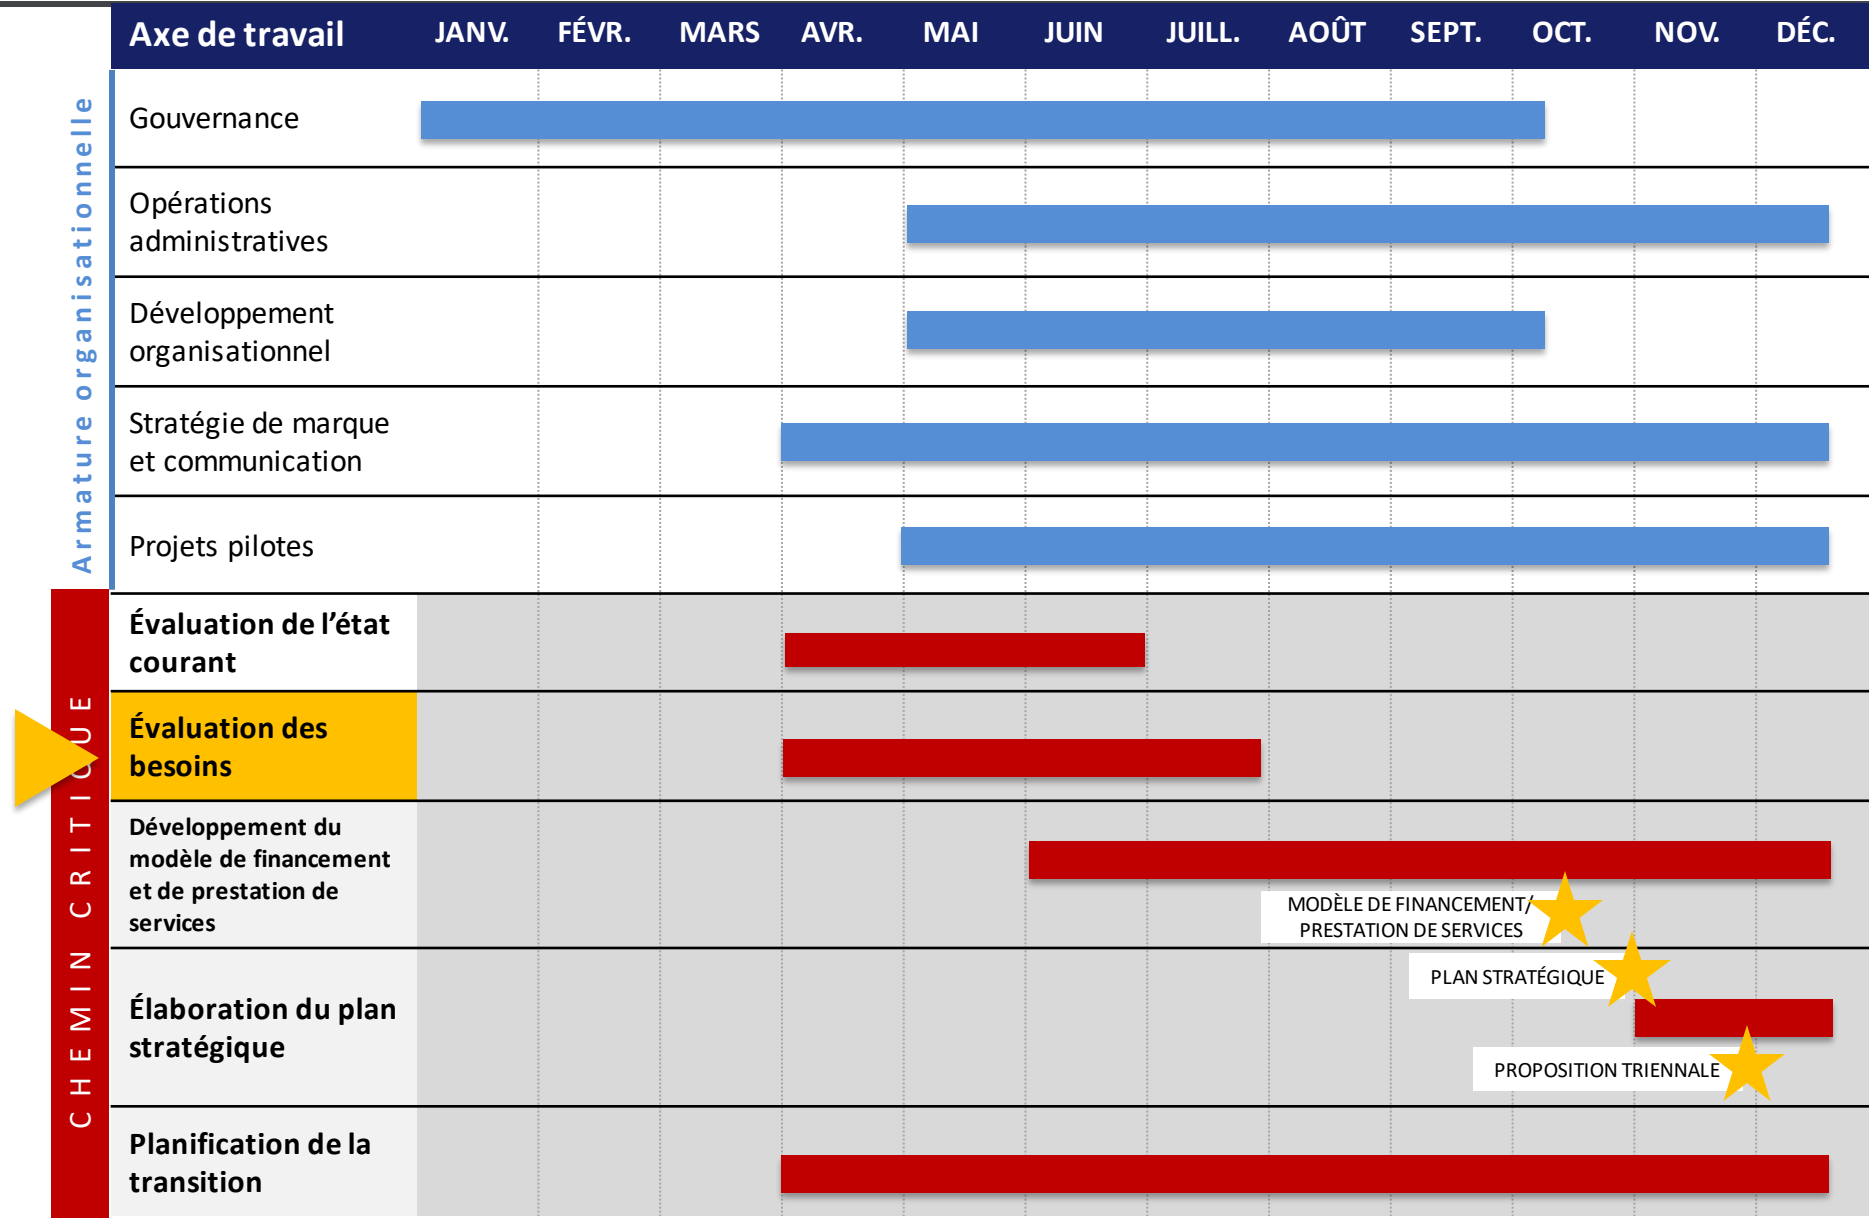 Axe de travail JANV. FÉVR. MARS AVR. MAI JUIN JUILL. AOÛT SEPT. OCT. NOV. DÉC.
Armature organisationnelle
Gouvernance
Opérations
administratives
Développement
organisationnel
Stratégie de marque
et communication
Projets pilotes
CHEMIN CRITIQUE
Évaluation de l’état
courant
Évaluation des
besoins
Développement du
modèle de financement
et de prestation de
services
MODÈLE DE FINANCEMENT/
PRESTATION DE SERVICES
Élaboration du plan
stratégique
PLAN STRATÉGIQUE
PROPOSITION TRIENNALE
Planification de la
transition